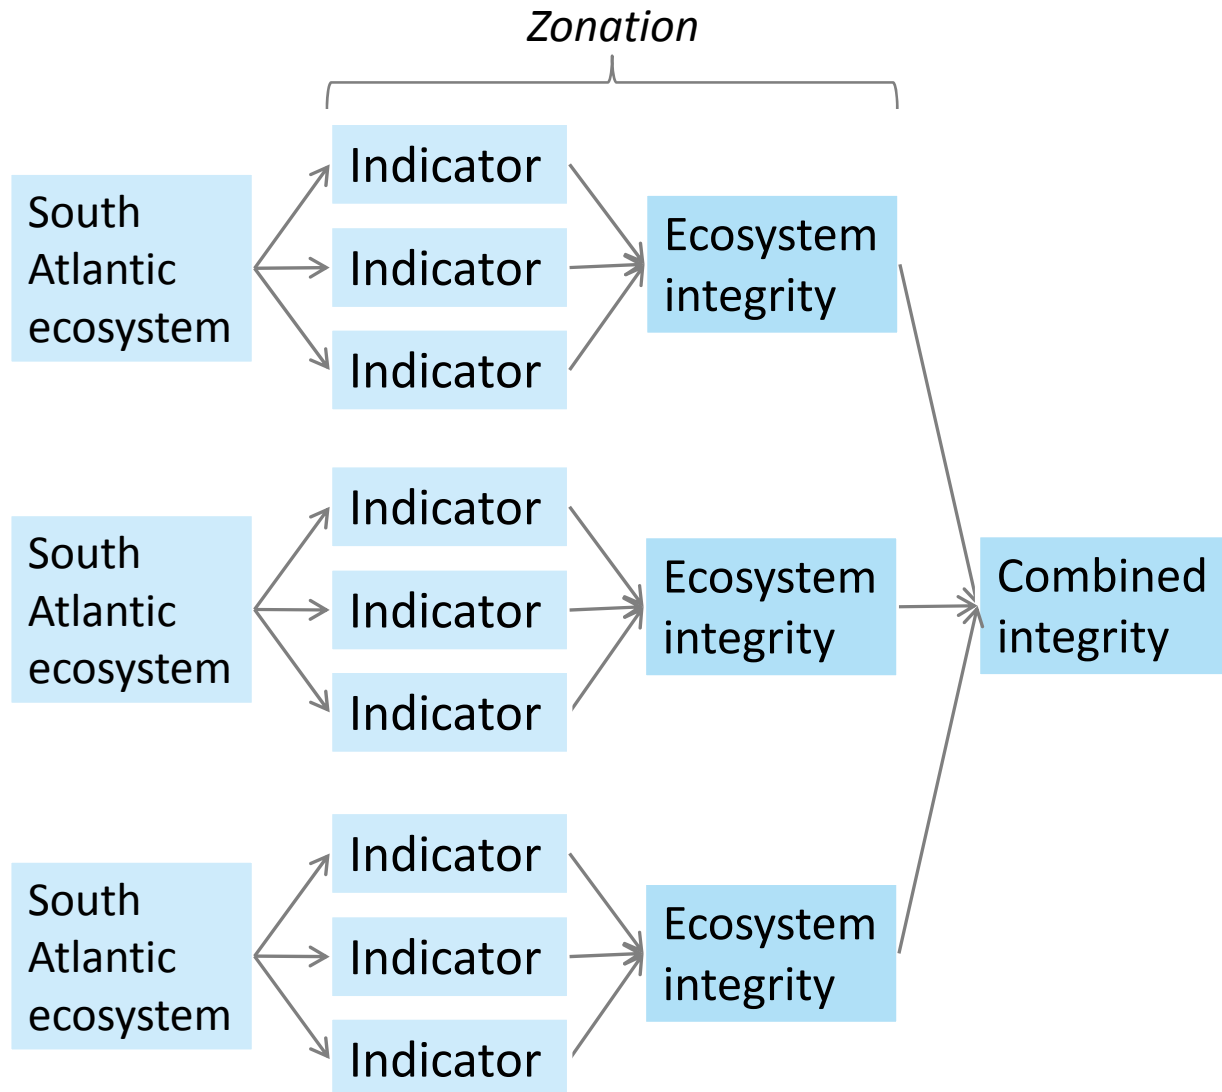 Zonation
South
Atlantic
ecosystem
Indicator
Indicator
Indicator
Ecosystem
integrity
South
Atlantic
ecosystem
Indicator
Indicator
Indicator
Ecosystem
integrity
Combined
integrity
South
Atlantic
ecosystem
Indicator
Indicator
Indicator
Ecosystem
integrity